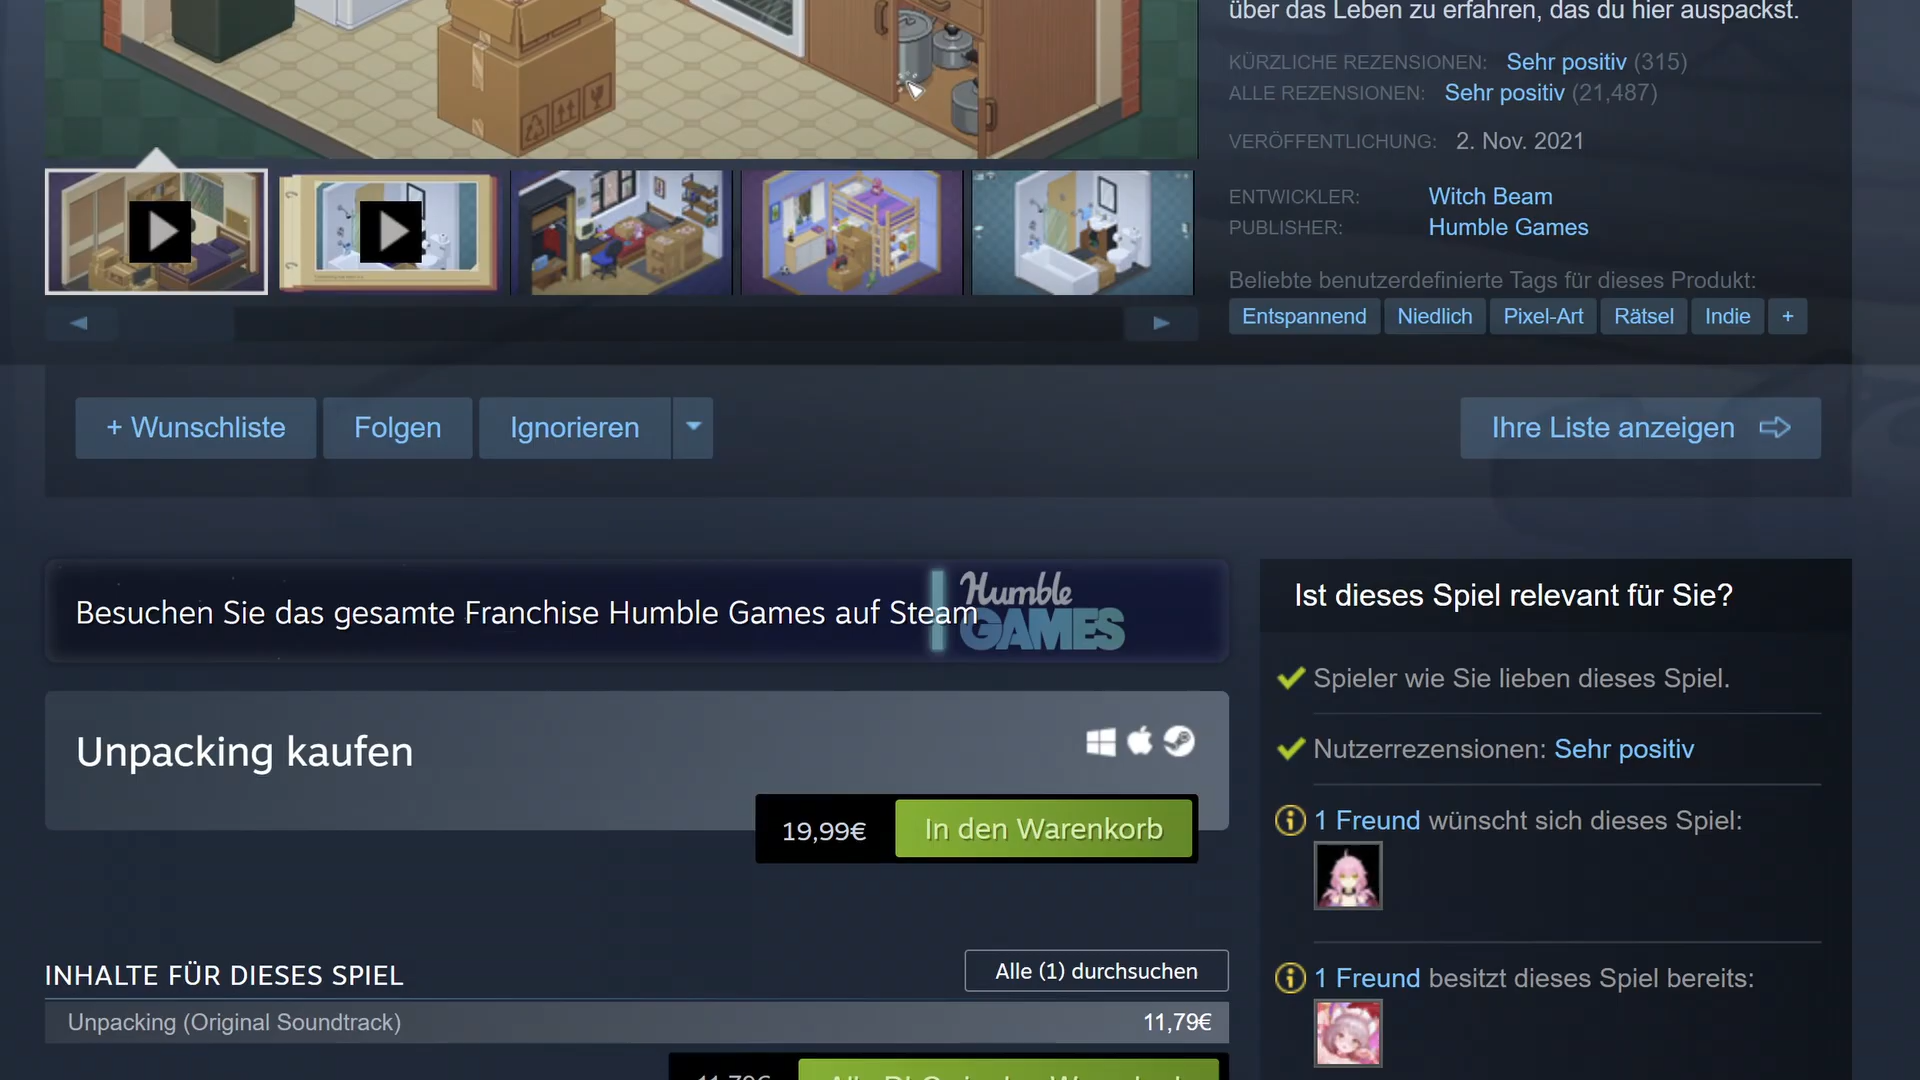 über das Leben zu erfahren, das du hier auspackst.
KÜRZLICHE REZENSIONEN: Sehr positiv (315)
ALLE REZENSIONEN: Sehr positiv (21,487)
VERÖFFENTLICHUNG: 2. Nov. 2021
ENTWICKLER: Witch Beam
PUBLISHER: Humble Games
Beliebte benutzerdefinierte Tags für dieses Produkt:
Entspannend Niedlich Pixel-Art Rätsel Indie +
+ Wunschliste Folgen Ignorieren Ihre Liste anzeigen
Besuchen Sie das gesamte Franchise Humble Games auf Steam
Humble
GAMES
Unpacking kaufen
19,99€ In den Warenkorb
INHALTE FÜR DIESES SPIEL Alle (1) durchsuchen
Unpacking (Original Soundtrack) 11,79€
Ist dieses Spiel relevant für Sie?
Spieler wie Sie lieben dieses Spiel.
Nutzerrezensionen: Sehr positiv
1 Freund wünscht sich dieses Spiel:
1 Freund besitzt dieses Spiel bereits: